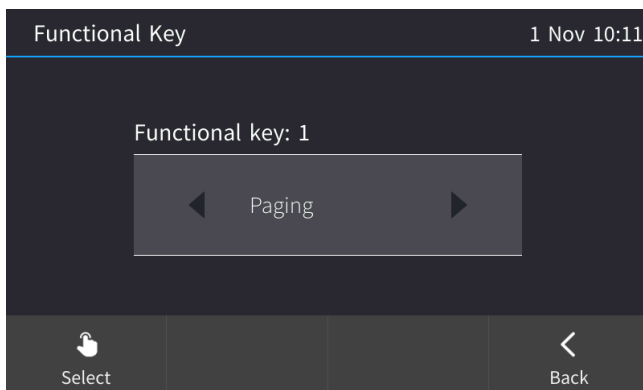 Functional Key 1 Nov 10:11
Functional key: 1
Paging
Select Back